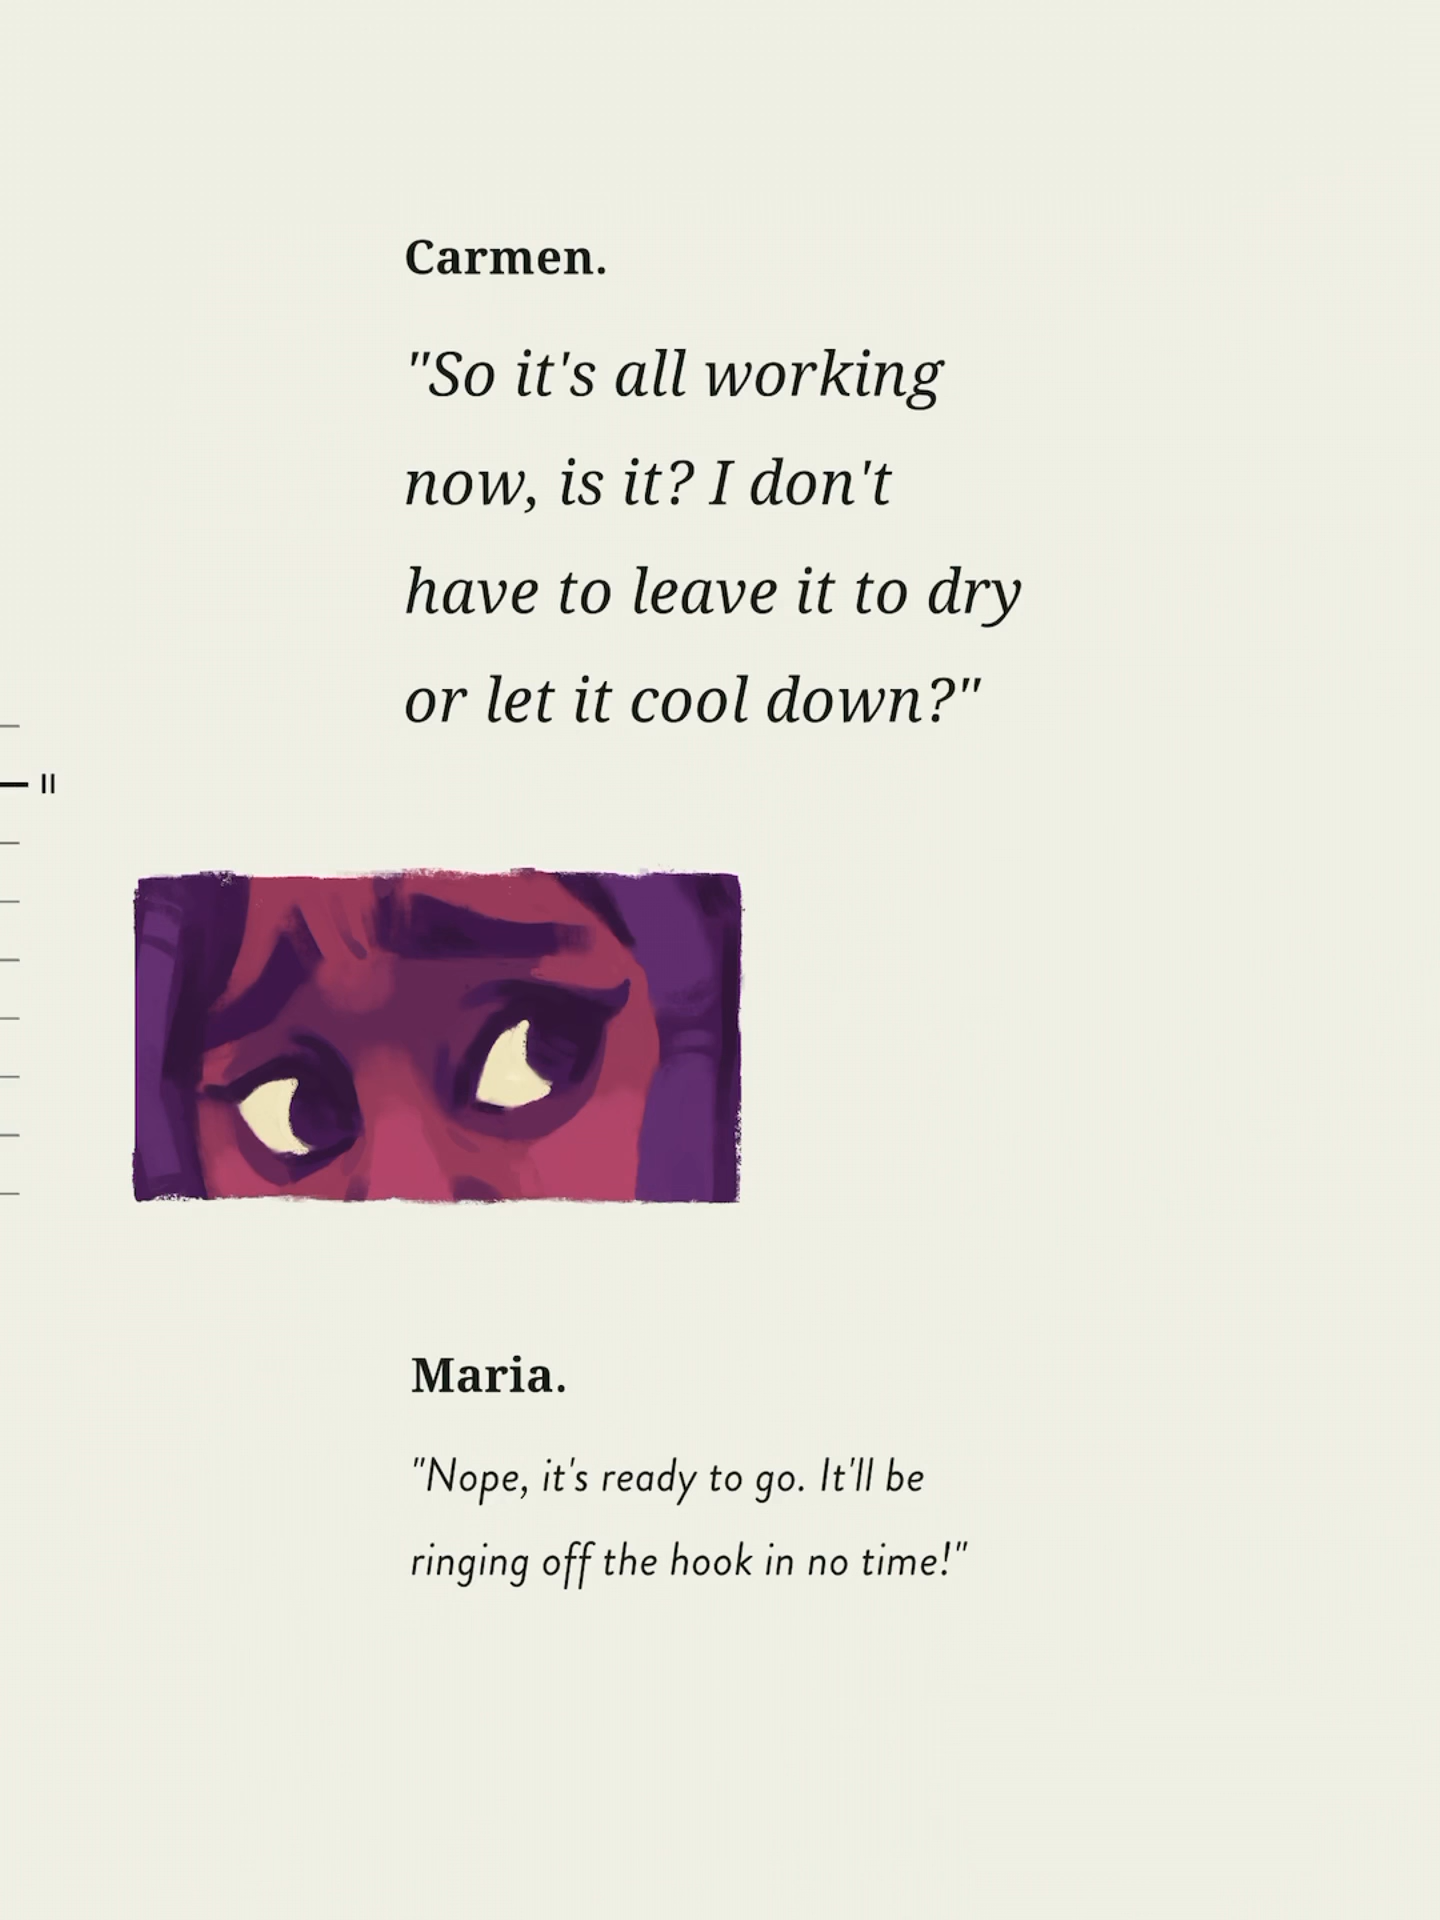 Carmen.
"So it's all working
now, is it? I don't
have to leave it to dry
or let it cool down?"
II
Maria.
"Nope, it's ready to go. It'll be
ringing off the hook in no time!"